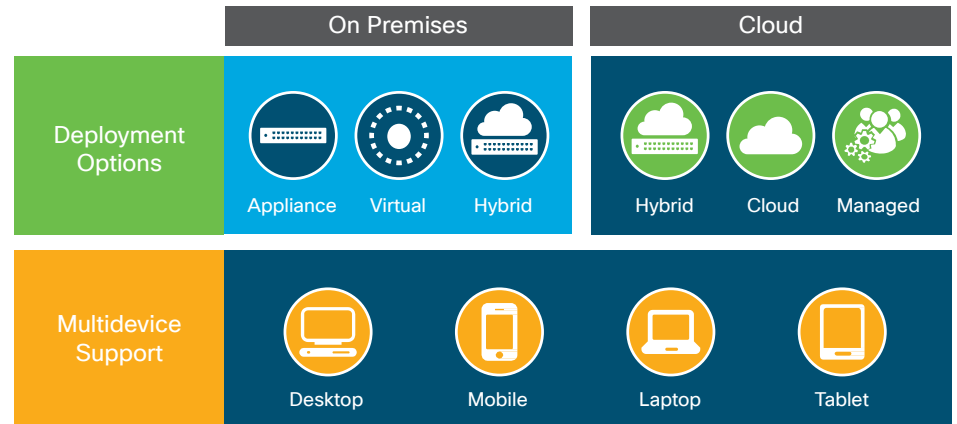 On Premises
Cloud
Deployment
Options
Appliance
Virtual
Hybrid
Hybrid
Cloud
Managed
Multidevice
Support
Desktop
Mobile
Laptop
Tablet